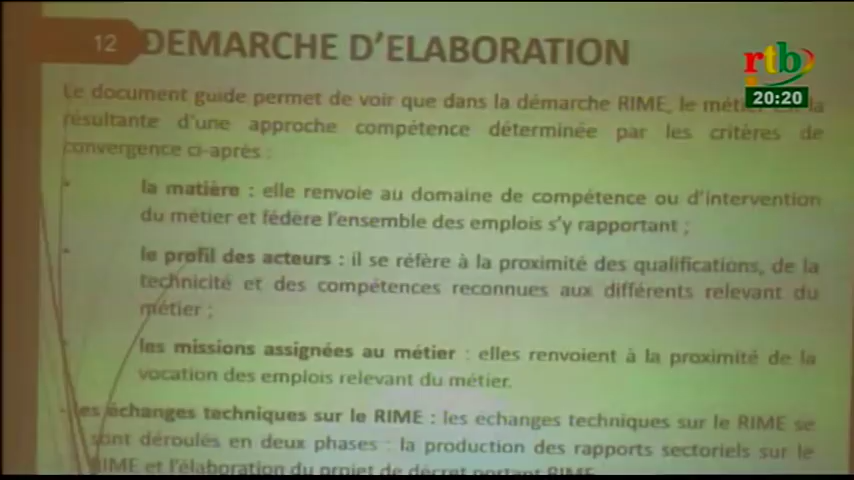 12 DEMARCHE D'ELABORATION
rtb
20:20
Le document guide permet de voir que dans la démarche RIME, le métier est la
résultante d'une approche compétence déterminée par les critères de
convergence ci-après :
la matière : elle renvoie au domaine de compétence ou d'intervention
du métier et fédère l'ensemble des emplois s'y rapportant ;
le profil des acteurs : il se réfère à la proximité des qualifications, de la
technicité et des compétences reconnues aux différents relevant du
métier ;
les missions assignées au métier : elles renvoient à la proximité de la
vocation des emplois relevant du métier.
les échanges techniques sur le RIME : les echanges techniques sur le RIME se
sont déroulés en deux phases : la production des rapports sectoriels sur le
RIME et l'élaboration du projet de décret portant RIME